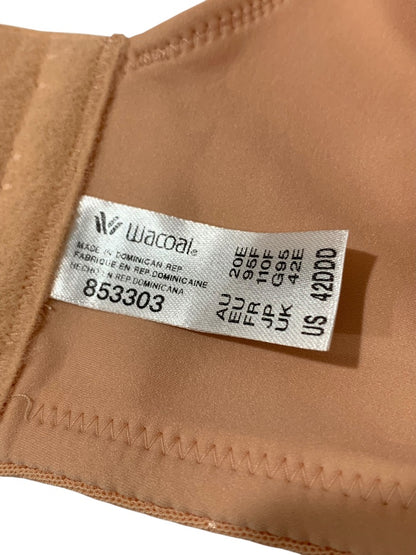 Wacoal®
MADE IN DOMINICAN REP.
FABRIQUE EN REP. DOMINICAINE
HECHO EN REP. DOMINICANA
853303
AU 20E
EU 95F
FR 110F
JP G95
UK 42E
US 42DDD